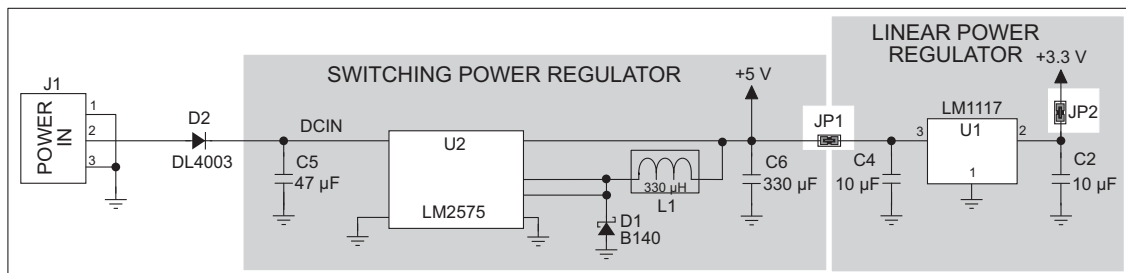 LINEAR POWER
REGULATOR
SWITCHING POWER REGULATOR
+5 V
+3.3 V
J1
POWER
IN
1
2
3
D2
DL4003
DCIN
C5
47 µF
U2
LM2575
330 µH
L1
D1
B140
C6
330 µF
JP1
C4
10 µF
LM1117
3
U1
2
1
JP2
C2
10 µF